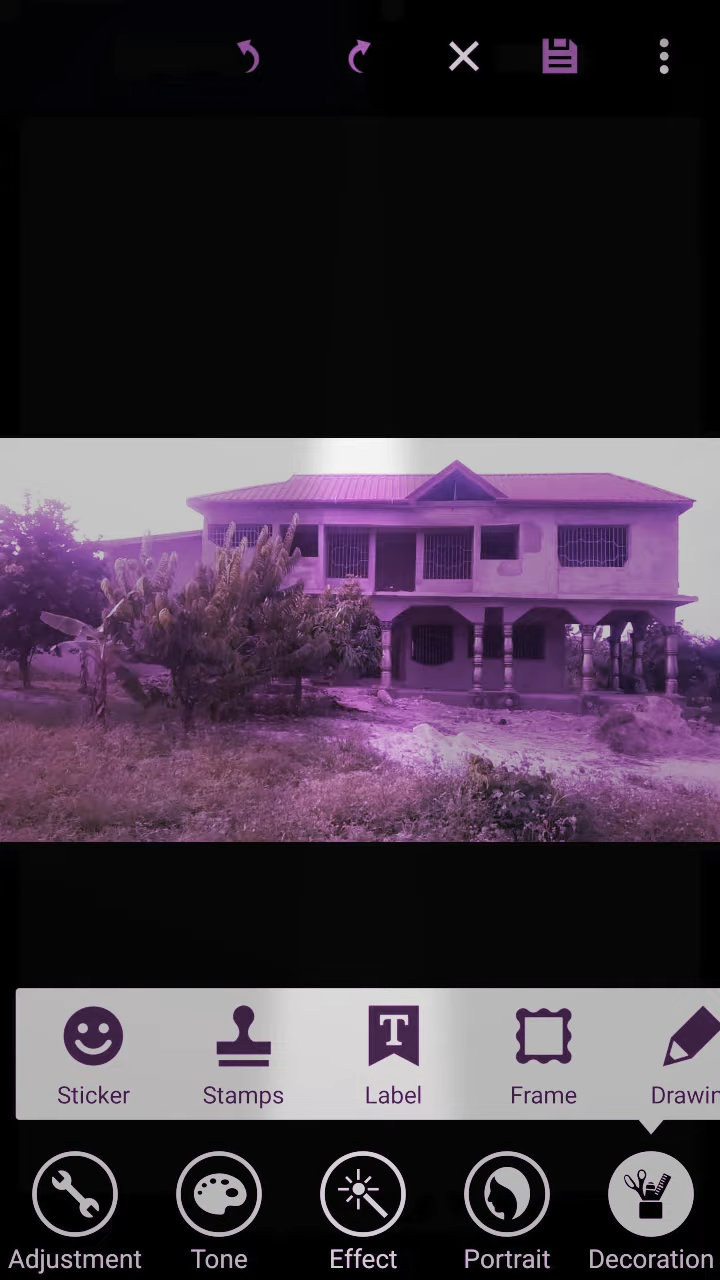 Sticker
Stamps
T
Label
Frame
Drawin
Adjustment
Tone
Effect
Portrait
Decoration